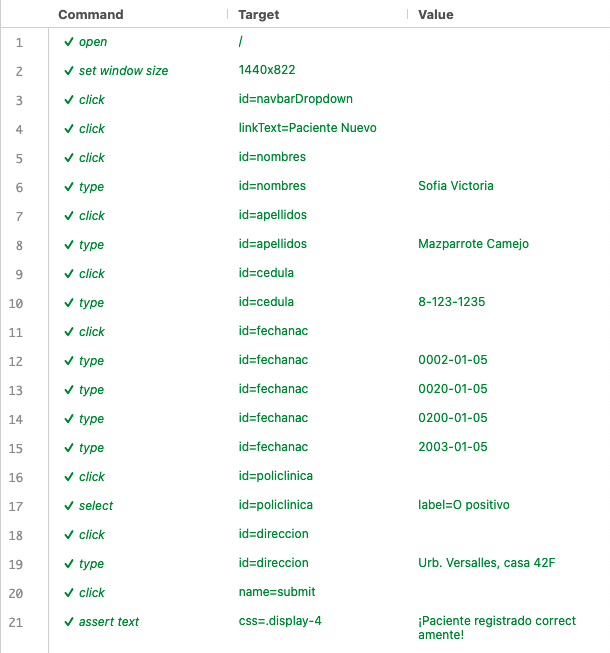 Command Target Value
1 ✓ open /
2 ✓ set window size 1440x822
3 ✓ click id=navbarDropdown
4 ✓ click linkText=Paciente Nuevo
5 ✓ click id=nombres
6 ✓ type id=nombres Sofia Victoria
7 ✓ click id=apellidos
8 ✓ type id=apellidos Mazparrote Camejo
9 ✓ click id=cedula
10 ✓ type id=cedula 8-123-1235
11 ✓ click id=fechanac
12 ✓ type id=fechanac 0002-01-05
13 ✓ type id=fechanac 0020-01-05
14 ✓ type id=fechanac 0200-01-05
15 ✓ type id=fechanac 2003-01-05
16 ✓ click id=policlinica
17 ✓ select id=policlinica label=O positivo
18 ✓ click id=direccion
19 ✓ type id=direccion Urb. Versalles, casa 42F
20 ✓ click name=submit
21 ✓ assert text css=.display-4 ¡Paciente registrado correct
amente!